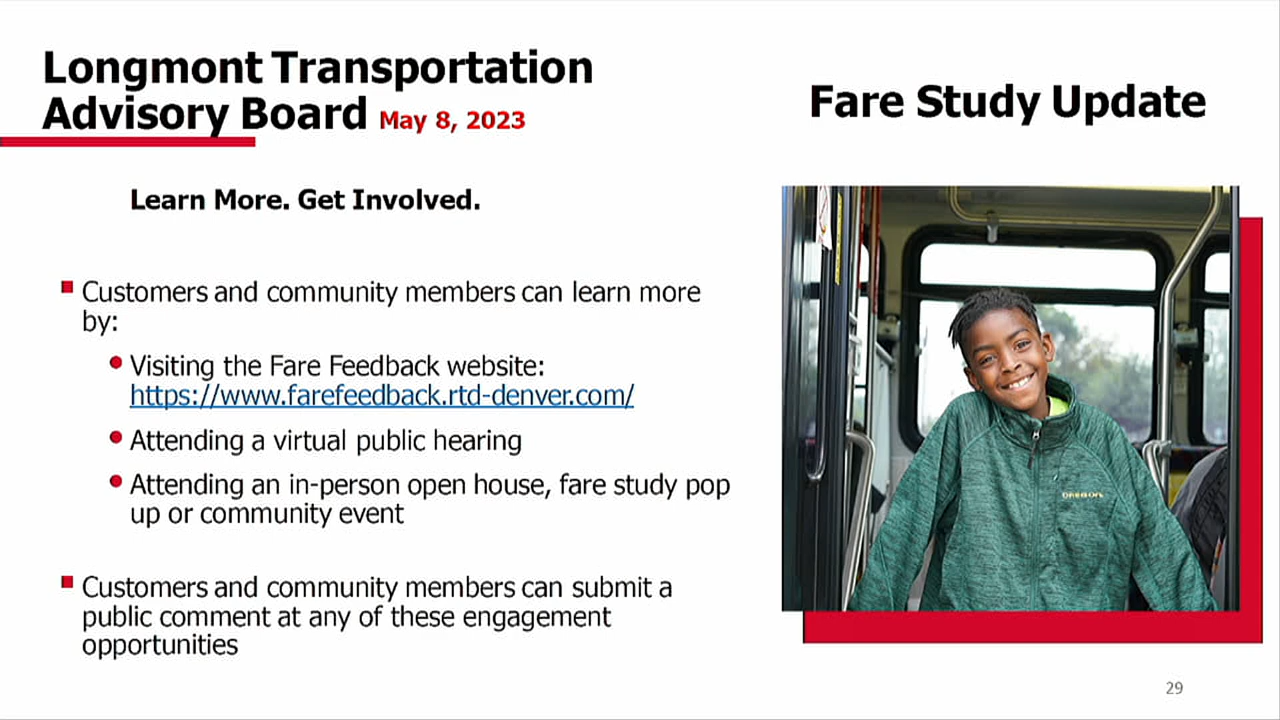 Longmont Transportation
Advisory Board May 8, 2023
Fare Study Update
Learn More. Get Involved.
Customers and community members can learn more
by:
Visiting the Fare Feedback website:
https://www.farefeedback.rtd-denver.com/
Attending a virtual public hearing
Attending an in-person open house, fare study pop
up or community event
Customers and community members can submit a
public comment at any of these engagement
opportunities
OREGON
29